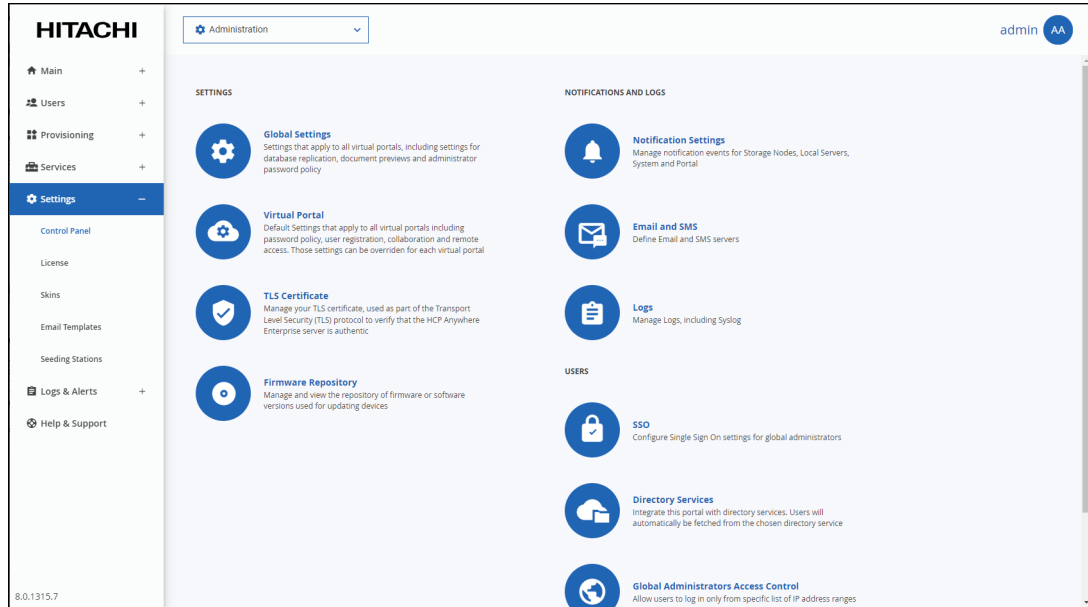 HITACHI
Administration
admin
AA
Main
Users
Provisioning
Services
Settings
Control Panel
License
Skins
Email Templates
Seeding Stations
Logs & Alerts
Help & Support
8.0.1315.7
SETTINGS
Global Settings
Settings that apply to all virtual portals, including settings for
database replication, document previews and administrator
password policy
Virtual Portal
Default Settings that apply to all virtual portals including
password policy, user registration, collaboration and remote
access. Those settings can be overriden for each virtual portal
TLS Certificate
Manage your TLS certificate, used as part of the Transport
Level Security (TLS) protocol to verify that the HCP Anywhere
Enterprise server is authentic
Firmware Repository
Manage and view the repository of firmware or software
versions used for updating devices
NOTIFICATIONS AND LOGS
Notification Settings
Manage notification events for Storage Nodes, Local Servers,
System and Portal
Email and SMS
Define Email and SMS servers
Logs
Manage Logs, including Syslog
USERS
SSO
Configure Single Sign On settings for global administrators
Directory Services
Integrate this portal with directory services. Users will
automatically be fetched from the chosen directory service
Global Administrators Access Control
Allow users to log in only from specific list of IP address ranges